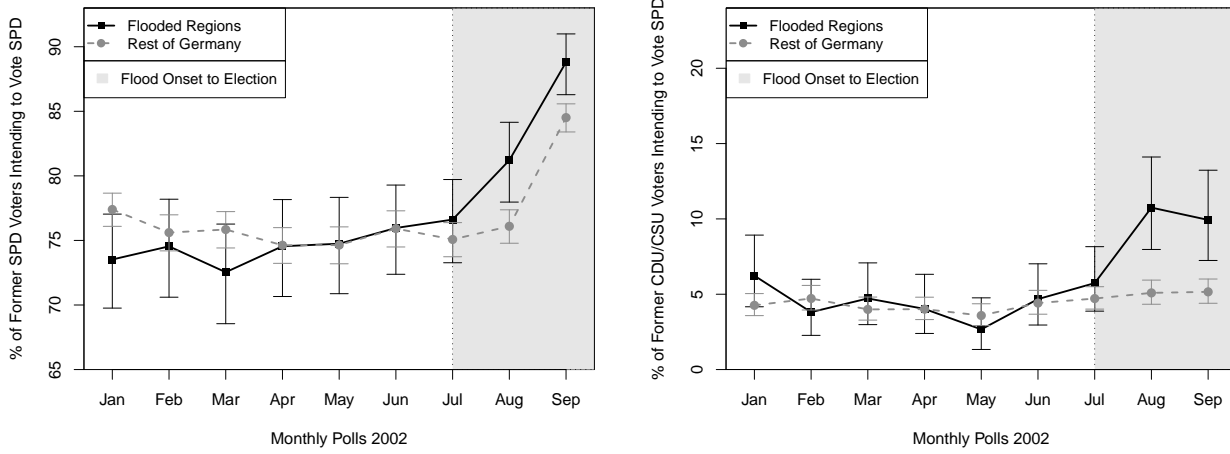 % of Former SPD Voters Intending to Vote SPD
Flooded Regions
Rest of Germany
Flood Onset to Election
90
85
80
75
70
65
Jan Feb Mar Apr May Jun Jul Aug Sep
Monthly Polls 2002
% of Former CDU/CSU Voters Intending to Vote SPD
Flooded Regions
Rest of Germany
Flood Onset to Election
20
15
10
5
0
Jan Feb Mar Apr May Jun Jul Aug Sep
Monthly Polls 2002